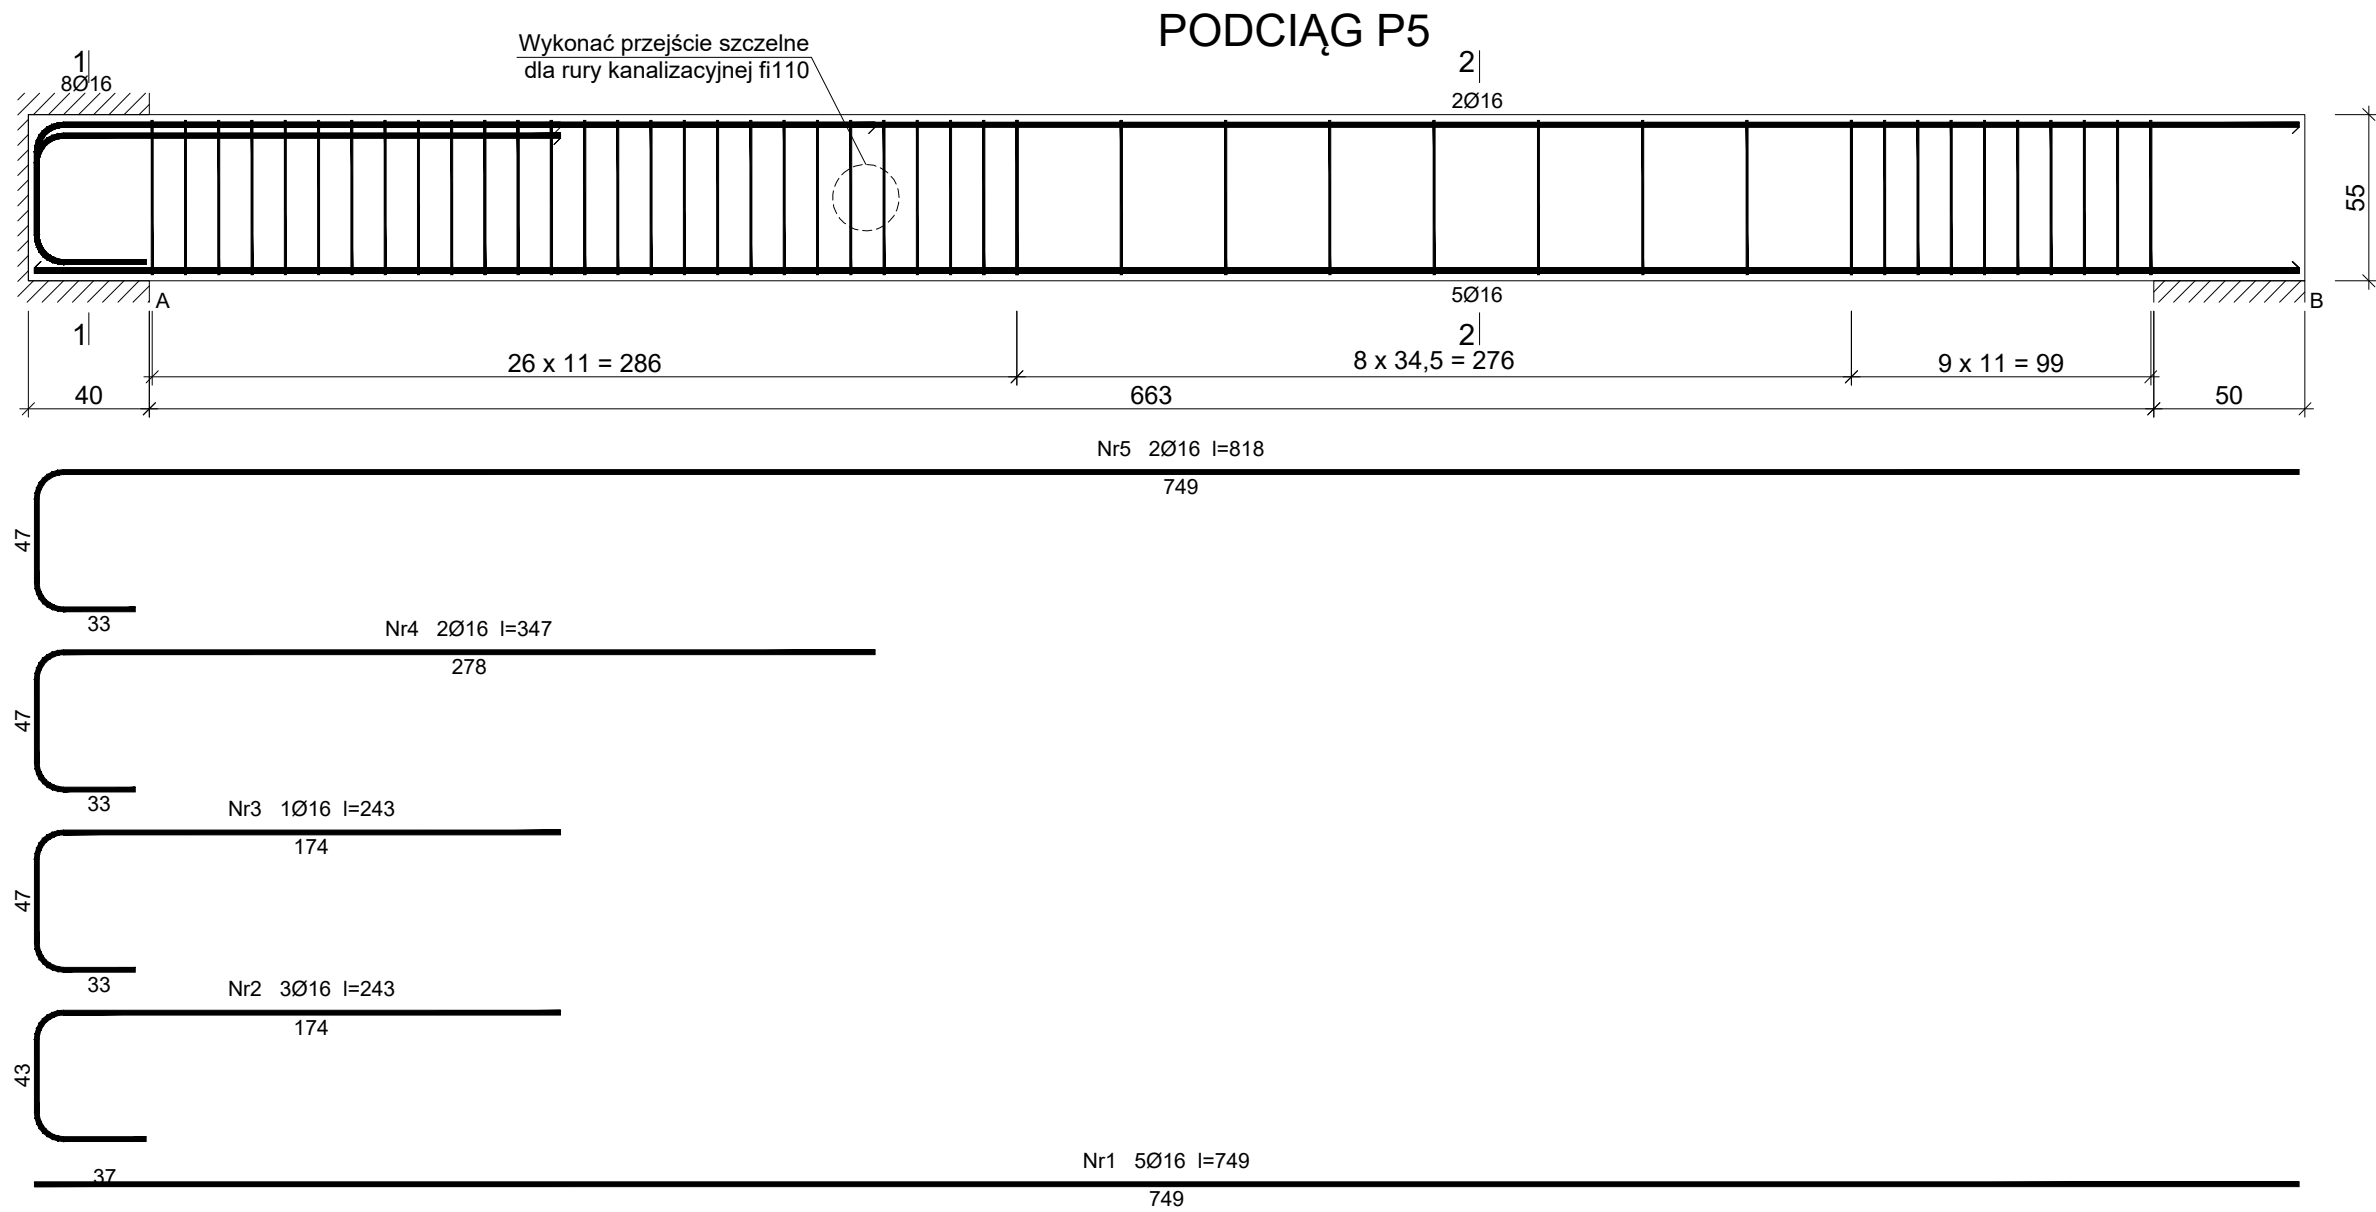 PODCIĄG P5
Wykonać przejście szczelne
dla rury kanalizacyjnej fi110
1
8Ø16
2
2Ø16
55
5Ø16
A
B
1
2
26 x 11 = 286
8 x 34,5 = 276
9 x 11 = 99
40
663
50
Nr5 2Ø16 l=818
749
47
33
Nr4 2Ø16 l=347
278
47
33
Nr3 1Ø16 l=243
174
47
33
Nr2 3Ø16 l=243
174
43
37
Nr1 5Ø16 l=749
749